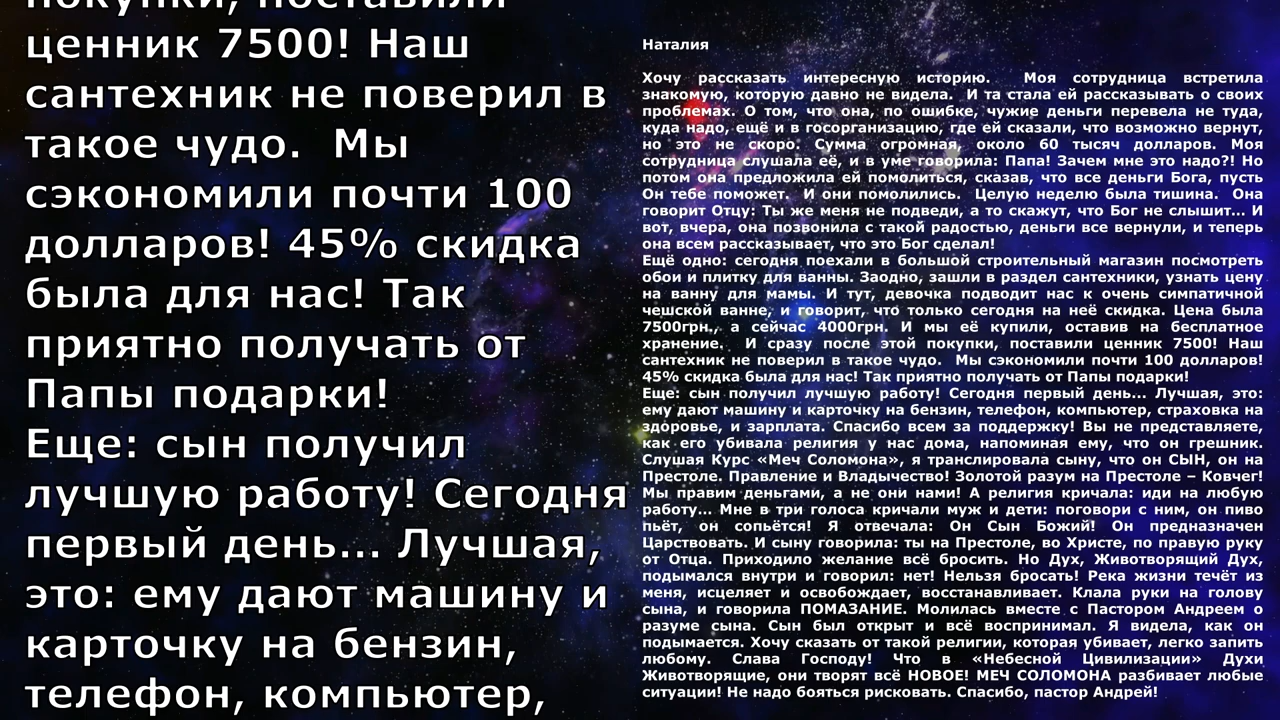 покупки, поставили
ценник 7500! Наш
сантехник не поверил в
такое чудо.  Мы
сэкономили почти 100
долларов! 45% скидка
была для нас! Так
приятно получать от
Папы подарки!
Еще: сын получил
лучшую работу! Сегодня
первый день... Лучшая,
это: ему дают машину и
карточку на бензин,
телефон, компьютер,
Наталия
Хочу рассказать интересную историю.  Моя сотрудница встретила
знакомую, которую давно не видела.  И та стала ей рассказывать о своих
проблемах. О том, что она, по ошибке, чужие деньги перевела не туда,
куда надо, ещё и в госорганизацию, где ей сказали, что возможно вернут,
но это не скоро. Сумма огромная, около 60 тысяч долларов. Моя
сотрудница слушала её, и в уме говорила: Папа! Зачем мне это надо?! Но
потом она предложила ей помолиться, сказав, что все деньги Бога, пусть
Он тебе поможет.  И они помолились.  Целую неделю была тишина.  Она
говорит Отцу: Ты же меня не подведи, а то скажут, что Бог не слышит... И
вот, вчера, она позвонила с такой радостью, деньги все вернули, и теперь
она всем рассказывает, что это Бог сделал!
Ещё одно: сегодня поехали в большой строительный магазин посмотреть
обои и плитку для ванны. Заодно, зашли в раздел сантехники, узнать цену
на ванну для мамы. И тут, девочка подводит нас к очень симпатичной
чешской ванне, и говорит, что только сегодня на неё скидка. Цена была
7500грн., а сейчас 4000грн. И мы её купили, оставив на бесплатное
хранение.  И сразу после этой покупки, поставили ценник 7500! Наш
сантехник не поверил в такое чудо.  Мы сэкономили почти 100 долларов!
45% скидка была для нас! Так приятно получать от Папы подарки!
Еще: сын получил лучшую работу! Сегодня первый день... Лучшая, это:
ему дают машину и карточку на бензин, телефон, компьютер, страховка на
здоровье, и зарплата. Спасибо всем за поддержку! Вы не представляете,
как его убивала религия у нас дома, напоминая ему, что он грешник.
Слушая Курс «Меч Соломона», я транслировала сыну, что он СЫН, он на
Престоле. Правление и Владычество! Золотой разум на Престоле – Ковчег!
Мы правим деньгами, а не они нами! А религия кричала: иди на любую
работу... Мне в три голоса кричали муж и дети: поговори с ним, он пиво
пьёт, он сопьётся! Я отвечала: Он Сын Божий! Он предназначен
Царствовать. И сыну говорила: ты на Престоле, во Христе, по правую руку
от Отца. Приходило желание всё бросить. Но Дух, Животворящий Дух,
подымался внутри и говорил: нет! Нельзя бросать! Река жизни течёт из
меня, исцеляет и освобождает, восстанавливает. Клала руки на голову
сына, и говорила ПОМАЗАНИЕ. Молилась вместе с Пастором Андреем о
разуме сына. Сын был открыт и всё воспринимал. Я видела, как он
подымается. Хочу сказать от такой религии, которая убивает, легко запить
любому. Слава Господу! Что в «Небесной Цивилизации» Духи
Животворящие, они творят всё НОВОЕ! МЕЧ СОЛОМОНА разбивает любые
ситуации! Не надо бояться рисковать. Спасибо, пастор Андрей!